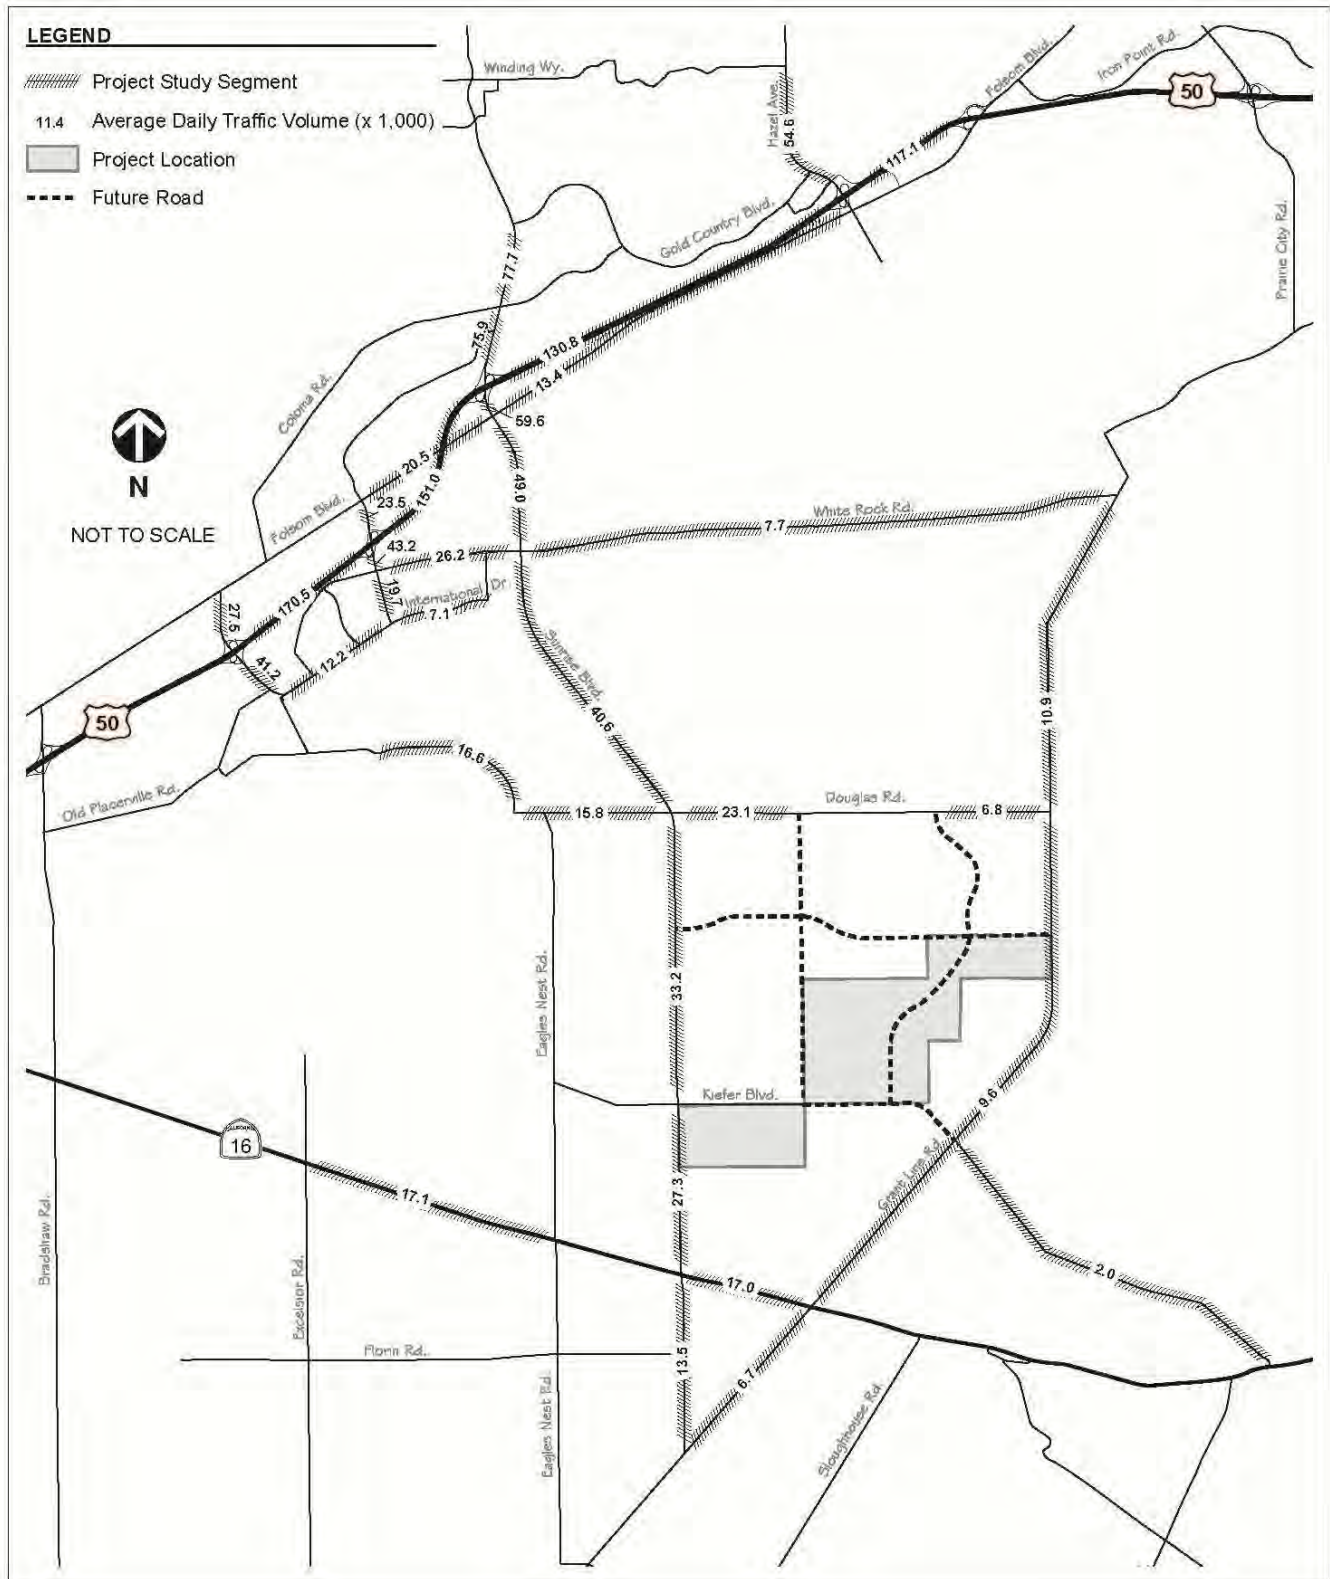 LEGEND
Project Study Segment
11.4 Average Daily Traffic Volume (x 1,000)
Project Location
Future Road
Winding Wy.
Hazel Ave.
54.6
Folsom Blvd.
Iron Point Rd.
50
117.1
Prairie City Rd.
Gold Country Blvd.
77.7
75.9
130.8
13.4
Coloma Rd.
59.6
N
NOT TO SCALE
20.5
151.0
49.0
Folsom Blvd.
23.5
White Rock Rd.
7.7
43.2
26.2
19.7
International Dr.
7.1
27.5
170.5
41.2
12.2
Sunrise Blvd.
40.6
50
10.9
16.6
Old Placerville Rd.
15.8
23.1
Douglas Rd.
6.8
Eagles Nest Rd.
33.2
Kiefer Blvd.
9.6
CALIFORNIA
16
Grant Line Rd.
17.1
27.3
Bradshaw Rd.
Excelsior Rd.
17.0
2.0
Florin Rd.
13.5
6.7
Eagles Nest Rd.
Sloughhouse Rd.